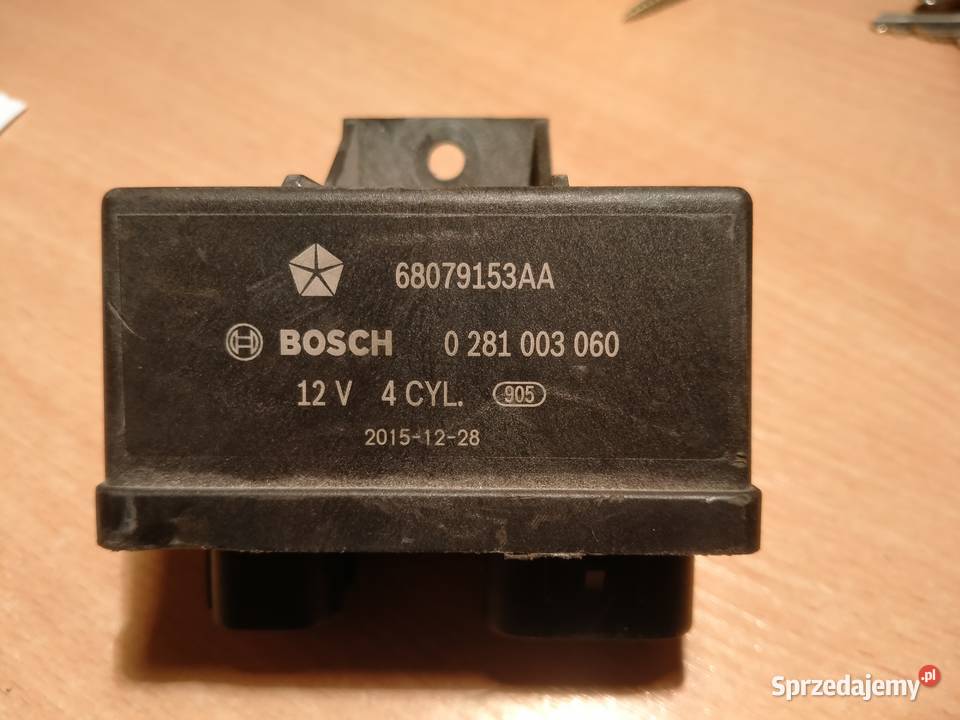 68079153AA
BOSCH 0 281 003 060
12 V 4 CYL. 905
2015-12-28
Sprzedajemy.pl